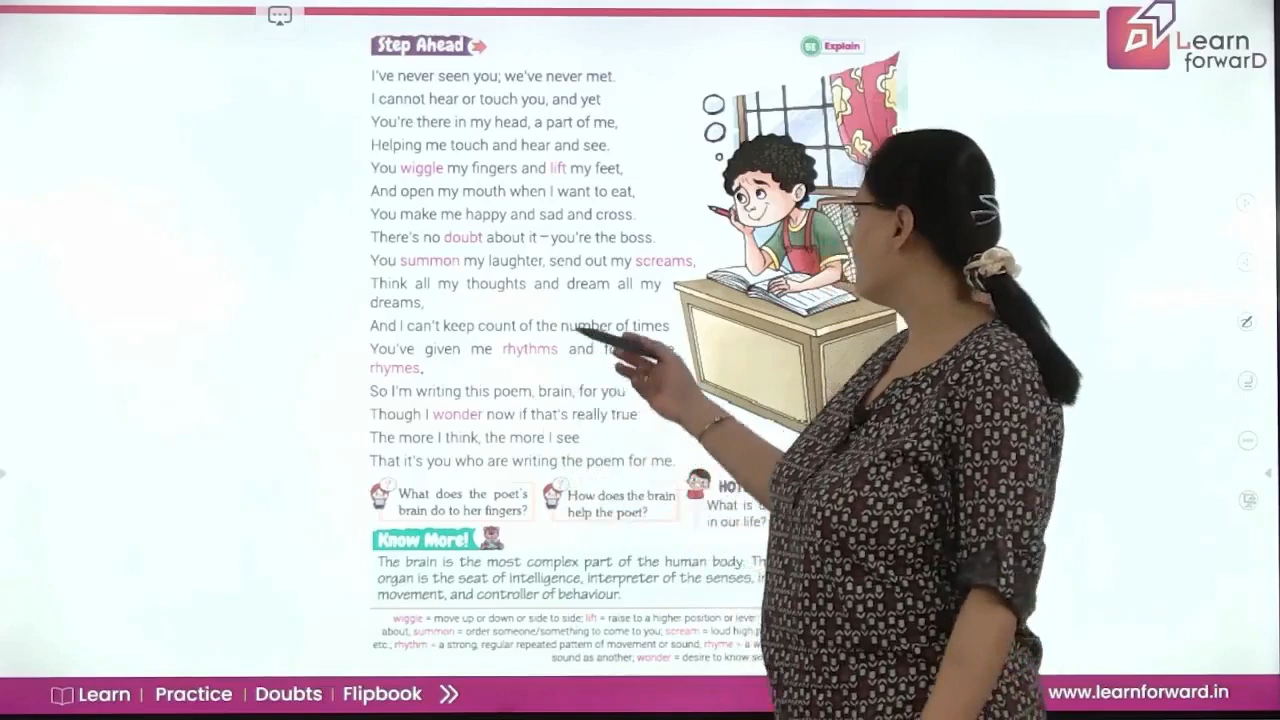 Learn
forwarD
Step Ahead
Explain
I've never seen you; we've never met.
I cannot hear or touch you, and yet
You're there in my head, a part of me,
Helping me touch and hear and see.
You wiggle my fingers and lift my feet,
And open my mouth when I want to eat,
You make me happy and sad and cross.
There's no doubt about it – you're the boss.
You summon my laughter, send out my screams,
Think all my thoughts and dream all my
dreams,
And I can't keep count of the number of times
You've given me rhythms and
rhymes.
So I'm writing this poem, brain, for you
Though I wonder now if that's really true
The more I think, the more I see
That it's you who are writing the poem for me.
What does the poet's
brain do to her fingers?
How does the brain
help the poet?
What is
in our life?
Know More!
The brain is the most complex part of the human body.
organ is the seat of intelligence, interpreter of the senses,
movement, and controller of behaviour.
wiggle = move up or down or side to side; lift = raise to a higher position or
about, summon = order someone/something to come to you; scream = loud
etc.; rhythm = a strong, regular repeated pattern of movement or sound, rhyme = a
sound as another; wonder = desire to know
Learn | Practice | Doubts | Flipbook
www.learnforward.in